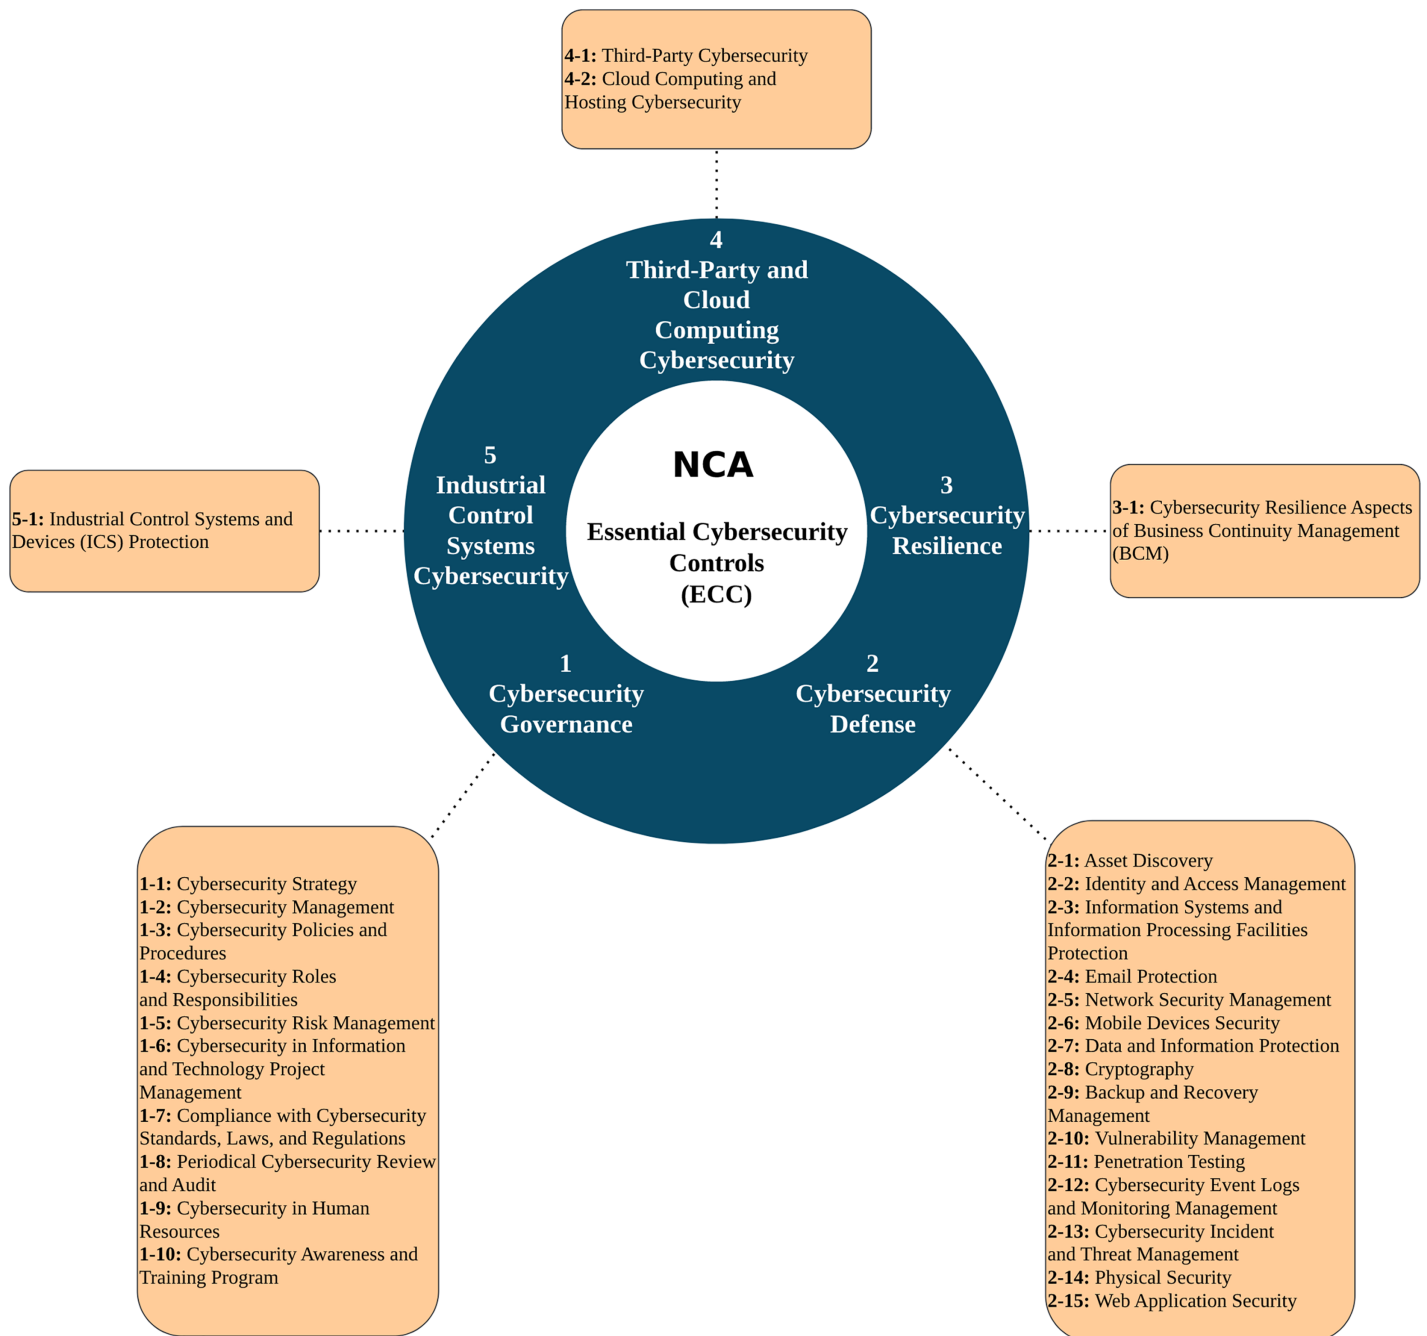 4-1: Third-Party Cybersecurity
4-2: Cloud Computing and
Hosting Cybersecurity
4
Third-Party and
Cloud
Computing
Cybersecurity
NCA
Essential Cybersecurity
Controls
(ECC)
5
Industrial
Control
Systems
Cybersecurity
3
Cybersecurity
Resilience
5-1: Industrial Control Systems and
Devices (ICS) Protection
3-1: Cybersecurity Resilience Aspects
of Business Continuity Management
(BCM)
1
Cybersecurity
Governance
2
Cybersecurity
Defense
1-1: Cybersecurity Strategy
1-2: Cybersecurity Management
1-3: Cybersecurity Policies and
Procedures
1-4: Cybersecurity Roles
and Responsibilities
1-5: Cybersecurity Risk Management
1-6: Cybersecurity in Information
and Technology Project
Management
1-7: Compliance with Cybersecurity
Standards, Laws, and Regulations
1-8: Periodical Cybersecurity Review
and Audit
1-9: Cybersecurity in Human
Resources
1-10: Cybersecurity Awareness and
Training Program
2-1: Asset Discovery
2-2: Identity and Access Management
2-3: Information Systems and
Information Processing Facilities
Protection
2-4: Email Protection
2-5: Network Security Management
2-6: Mobile Devices Security
2-7: Data and Information Protection
2-8: Cryptography
2-9: Backup and Recovery
Management
2-10: Vulnerability Management
2-11: Penetration Testing
2-12: Cybersecurity Event Logs
and Monitoring Management
2-13: Cybersecurity Incident
and Threat Management
2-14: Physical Security
2-15: Web Application Security